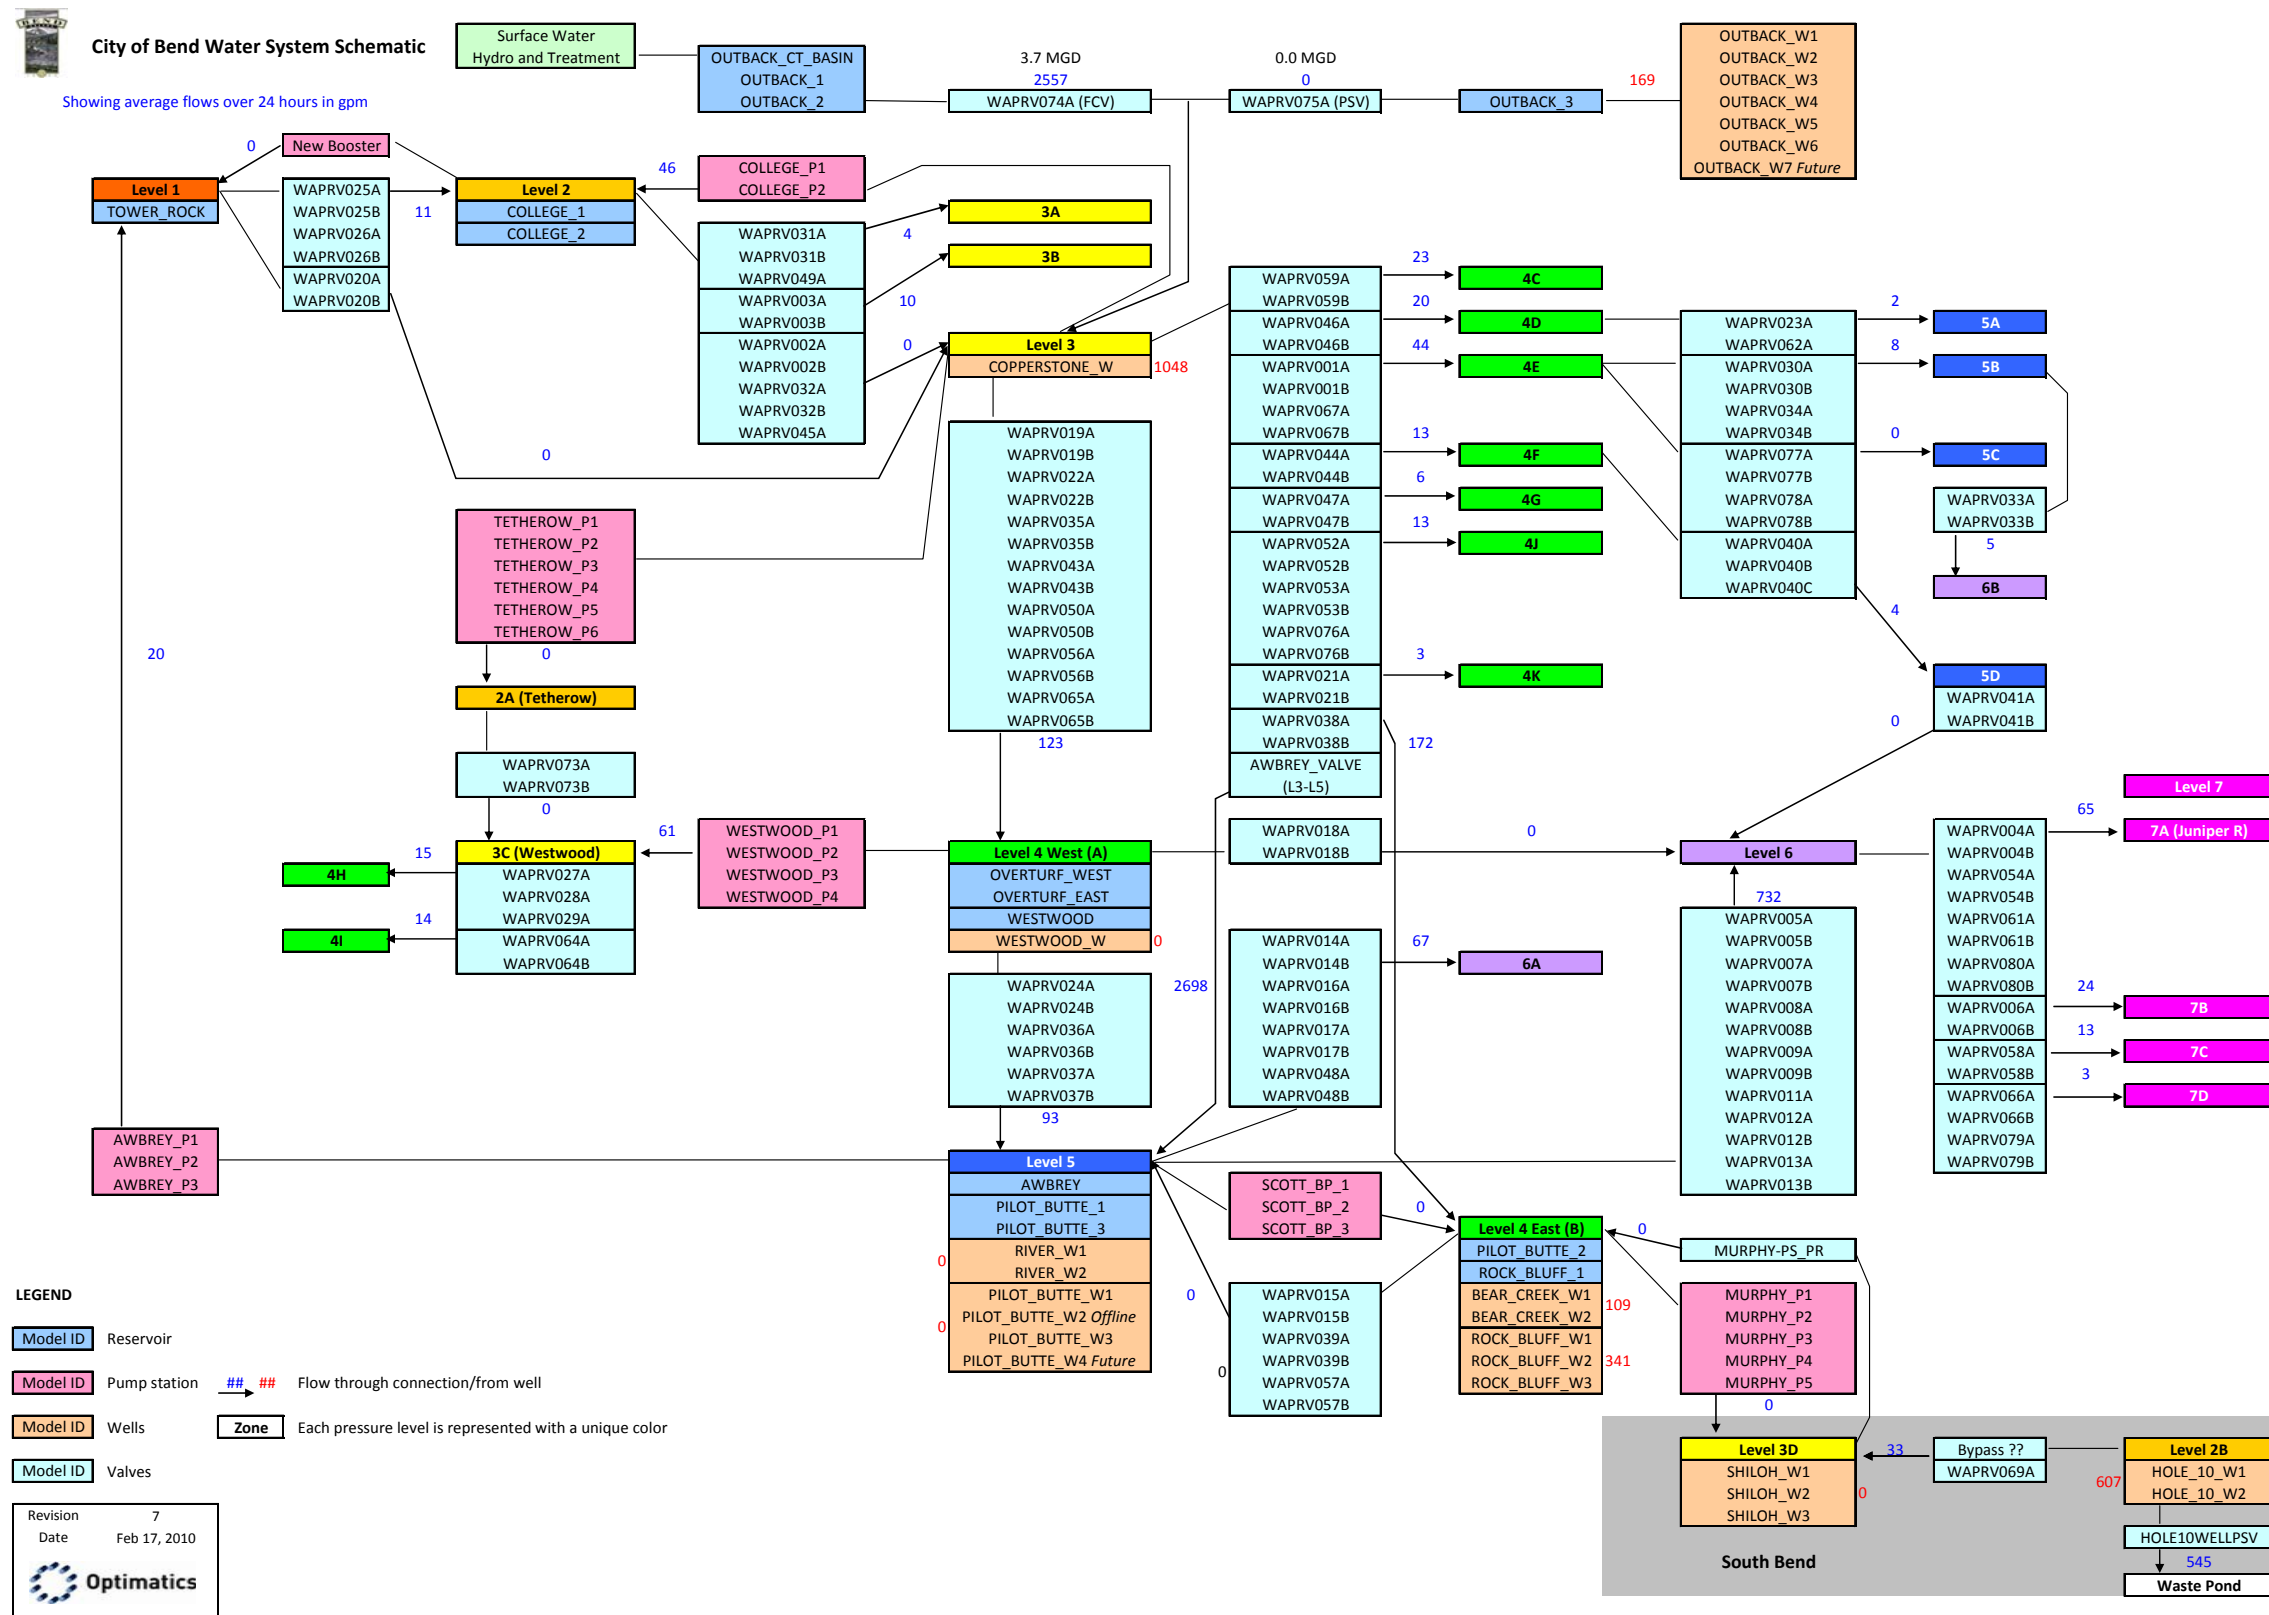 BEND
City of Bend Water System Schematic
Showing average flows over 24 hours in gpm
Surface Water
Hydro and Treatment
OUTBACK_CT_BASIN
OUTBACK_1
OUTBACK_2
3.7 MGD
2557
WAPRV074A (FCV)
0.0 MGD
0
WAPRV075A (PSV)
OUTBACK_3
169
OUTBACK_W1
OUTBACK_W2
OUTBACK_W3
OUTBACK_W4
OUTBACK_W5
OUTBACK_W6
OUTBACK_W7 Future
0
New Booster
Level 1
TOWER_ROCK
WAPRV025A
WAPRV025B
WAPRV026A
WAPRV026B
WAPRV020A
WAPRV020B
11
Level 2
COLLEGE_1
COLLEGE_2
46
COLLEGE_P1
COLLEGE_P2
WAPRV031A
WAPRV031B
WAPRV049A
WAPRV003A
WAPRV003B
WAPRV002A
WAPRV002B
WAPRV032A
WAPRV032B
WAPRV045A
4
3A
3B
10
0
Level 3
COPPERSTONE_W
1048
0
WAPRV019A
WAPRV019B
WAPRV022A
WAPRV022B
WAPRV035A
WAPRV035B
WAPRV043A
WAPRV043B
WAPRV050A
WAPRV050B
WAPRV056A
WAPRV056B
WAPRV065A
WAPRV065B
123
WAPRV059A
WAPRV059B
WAPRV046A
WAPRV046B
WAPRV001A
WAPRV001B
WAPRV067A
WAPRV067B
WAPRV044A
WAPRV044B
WAPRV047A
WAPRV047B
WAPRV052A
WAPRV052B
WAPRV053A
WAPRV053B
WAPRV076A
WAPRV076B
WAPRV021A
WAPRV021B
WAPRV038A
WAPRV038B
AWBREY_VALVE
(L3-L5)
23
4C
20
4D
44
4E
13
4F
6
4G
13
4J
3
4K
172
WAPRV023A
WAPRV062A
WAPRV030A
WAPRV030B
WAPRV034A
WAPRV034B
WAPRV077A
WAPRV077B
WAPRV078A
WAPRV078B
WAPRV040A
WAPRV040B
WAPRV040C
2
5A
8
5B
0
5C
WAPRV033A
WAPRV033B
5
6B
4
5D
WAPRV041A
WAPRV041B
0
TETHEROW_P1
TETHEROW_P2
TETHEROW_P3
TETHEROW_P4
TETHEROW_P5
TETHEROW_P6
0
20
2A (Tetherow)
WAPRV073A
WAPRV073B
0
3C (Westwood)
WAPRV027A
WAPRV028A
WAPRV029A
WAPRV064A
WAPRV064B
15
4H
14
4I
61
WESTWOOD_P1
WESTWOOD_P2
WESTWOOD_P3
WESTWOOD_P4
Level 4 West (A)
OVERTURF_WEST
OVERTURF_EAST
WESTWOOD
WESTWOOD_W
0
WAPRV024A
WAPRV024B
WAPRV036A
WAPRV036B
WAPRV037A
WAPRV037B
93
WAPRV018A
WAPRV018B
0
Level 6
732
WAPRV014A
WAPRV014B
WAPRV016A
WAPRV016B
WAPRV017A
WAPRV017B
WAPRV048A
WAPRV048B
67
6A
2698
WAPRV005A
WAPRV005B
WAPRV007A
WAPRV007B
WAPRV008A
WAPRV008B
WAPRV009A
WAPRV009B
WAPRV011A
WAPRV012A
WAPRV012B
WAPRV013A
WAPRV013B
WAPRV004A
WAPRV004B
WAPRV054A
WAPRV054B
WAPRV061A
WAPRV061B
WAPRV080A
WAPRV080B
WAPRV006A
WAPRV006B
WAPRV058A
WAPRV058B
WAPRV066A
WAPRV066B
WAPRV079A
WAPRV079B
Level 7
65
7A (Juniper R)
24
7B
13
7C
3
7D
AWBREY_P1
AWBREY_P2
AWBREY_P3
Level 5
AWBREY
PILOT_BUTTE_1
PILOT_BUTTE_3
RIVER_W1
RIVER_W2
PILOT_BUTTE_W1
PILOT_BUTTE_W2 Offline
PILOT_BUTTE_W3
PILOT_BUTTE_W4 Future
0
0
SCOTT_BP_1
SCOTT_BP_2
SCOTT_BP_3
0
0
0
WAPRV015A
WAPRV015B
WAPRV039A
WAPRV039B
WAPRV057A
WAPRV057B
Level 4 East (B)
PILOT_BUTTE_2
ROCK_BLUFF_1
BEAR_CREEK_W1
BEAR_CREEK_W2
ROCK_BLUFF_W1
ROCK_BLUFF_W2
ROCK_BLUFF_W3
109
341
0
MURPHY-PS_PR
MURPHY_P1
MURPHY_P2
MURPHY_P3
MURPHY_P4
MURPHY_P5
0
Level 3D
SHILOH_W1
SHILOH_W2
SHILOH_W3
0
33
Bypass ??
WAPRV069A
Level 2B
HOLE_10_W1
HOLE_10_W2
607
HOLE10WELLPSV
545
Waste Pond
South Bend
LEGEND
Model ID Reservoir
Model ID Pump station ## ## Flow through connection/from well
Model ID Wells Zone Each pressure level is represented with a unique color
Model ID Valves
Revision 7
Date Feb 17, 2010
Optimatics